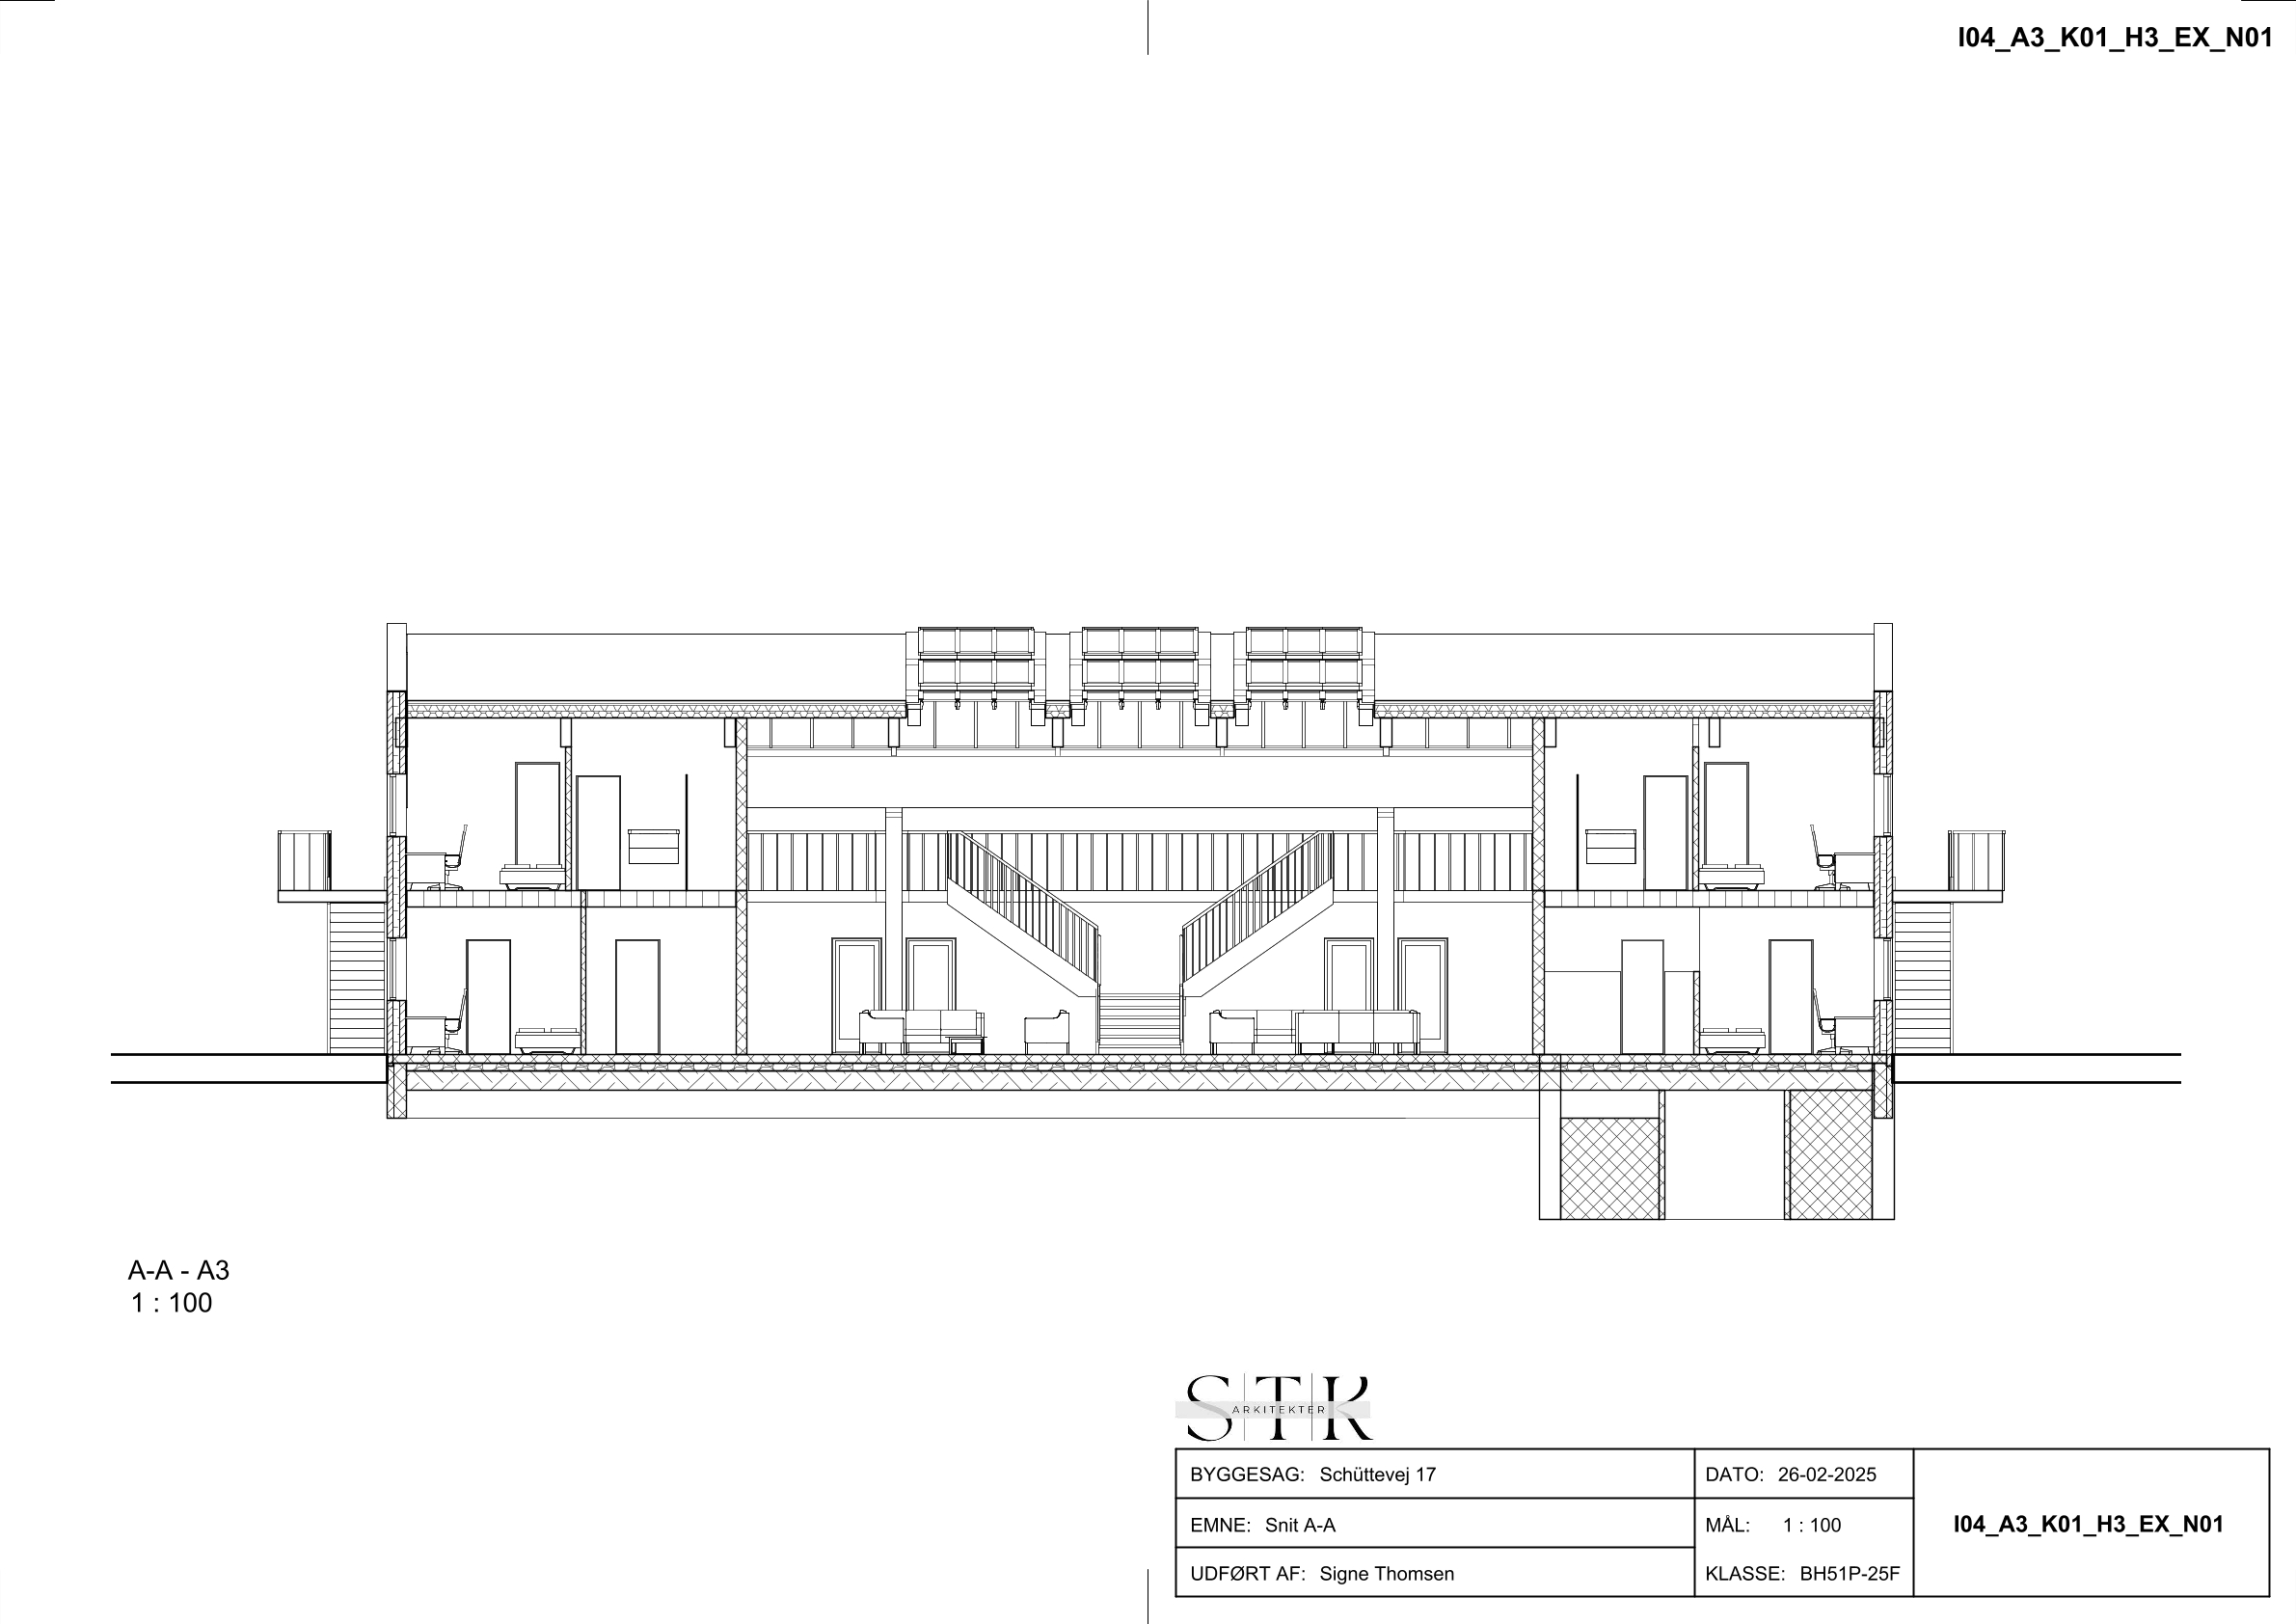 I04_A3_K01_H3_EX_N01
A-A - A3
1 : 100
STK
ARKITEKTER
BYGGESAG: Schüttevej 17
DATO: 26-02-2025
EMNE: Snit A-A
MÅL: 1 : 100
I04_A3_K01_H3_EX_N01
UDFØRT AF: Signe Thomsen
KLASSE: BH51P-25F